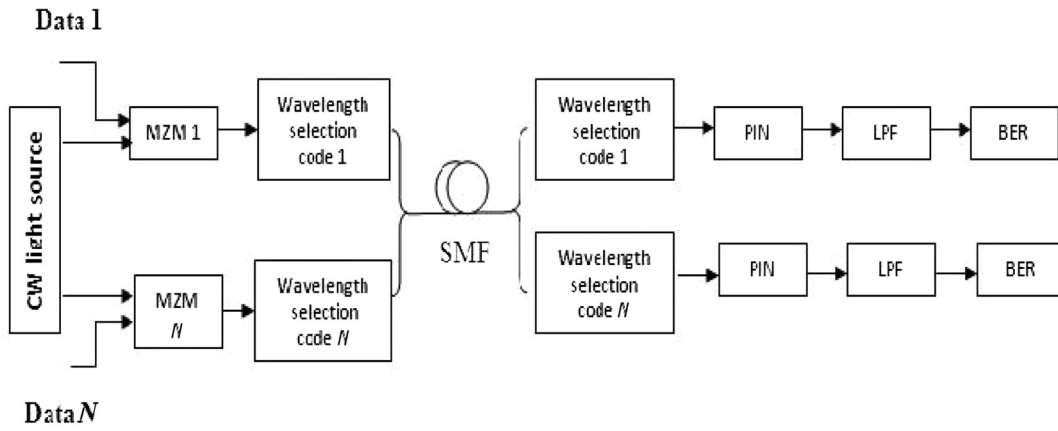 Data 1
CW light source
MZM 1
Wavelength
selection
code 1
SMF
Wavelength
selection
code 1
PIN
LPF
BER
MZM
N
Wavelength
selection
code N
Wavelength
selection
code N
PIN
LPF
BER
Data N